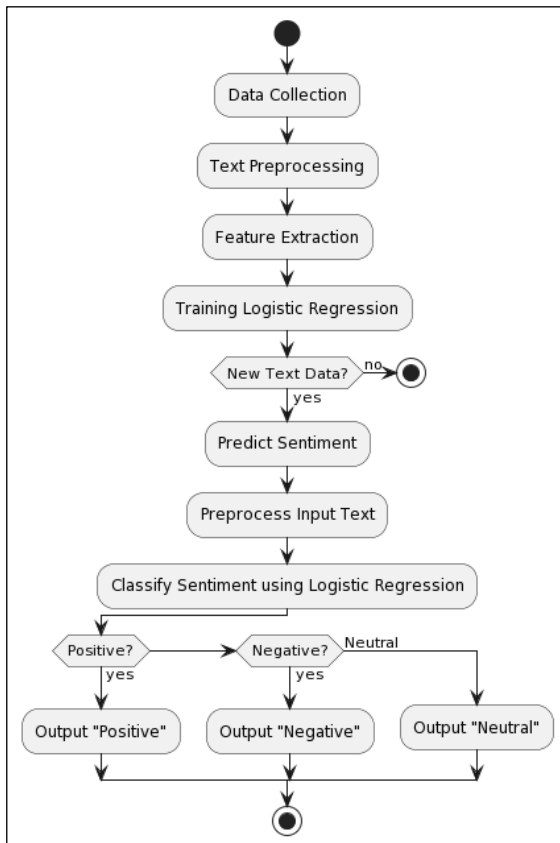 Data Collection
Text Preprocessing
Feature Extraction
Training Logistic Regression
New Text Data?
no
yes
Predict Sentiment
Preprocess Input Text
Classify Sentiment using Logistic Regression
Positive?
Negative?
Neutral
yes
yes
Output "Positive"
Output "Negative"
Output "Neutral"